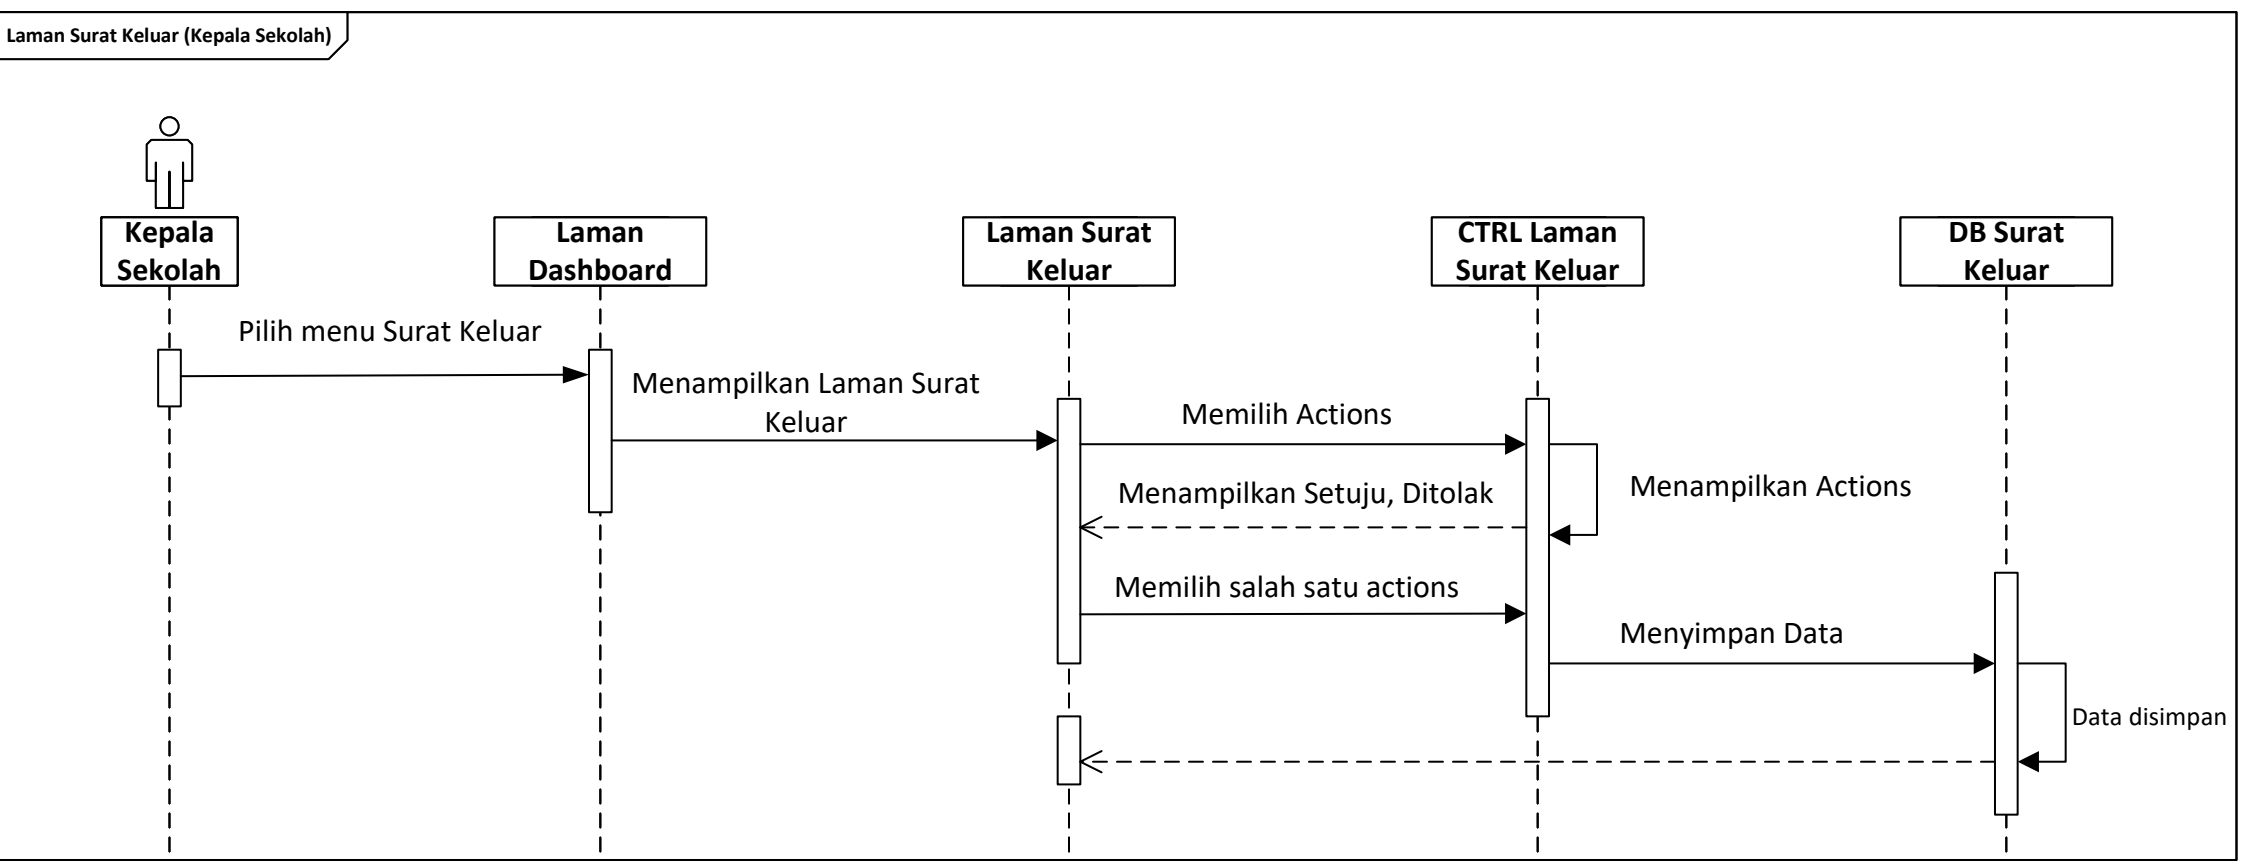 Laman Surat Keluar (Kepala Sekolah)
Kepala
Sekolah
Laman
Dashboard
Laman Surat
Keluar
CTRL Laman
Surat Keluar
DB Surat
Keluar
Pilih menu Surat Keluar
Menampilkan Laman Surat
Keluar
Memilih Actions
Menampilkan Actions
Menampilkan Setuju, Ditolak
Memilih salah satu actions
Menyimpan Data
Data disimpan